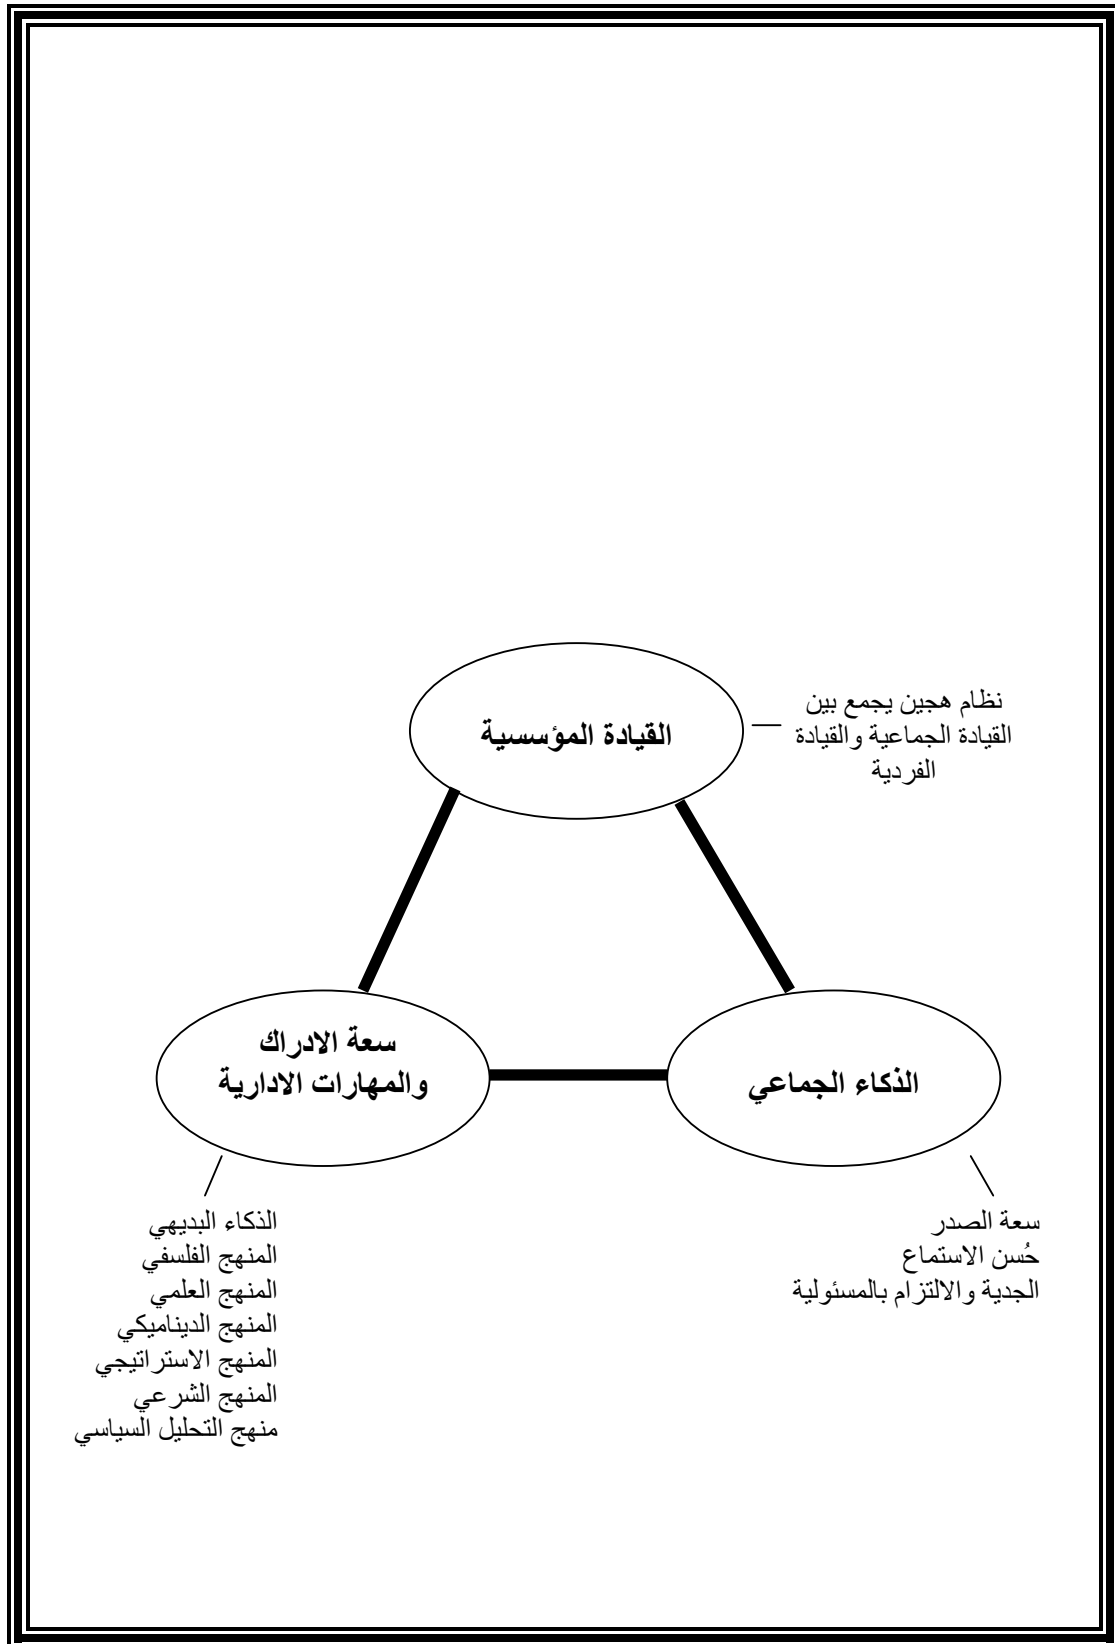 القيادة المؤسسية
نظام هجين يجمع بين
القيادة الجماعية والقيادة
الفردية
الذكاء الجماعي
سعة الادراك
والمهارات الادارية
سعة الصدر
حُسن الاستماع
الجدية والالتزام بالمسئولية
الذكاء البديهي
المنهج الفلسفي
المنهج العلمي
المنهج الديناميكي
المنهج الاستراتيجي
المنهج الشرعي
منهج التحليل السياسي